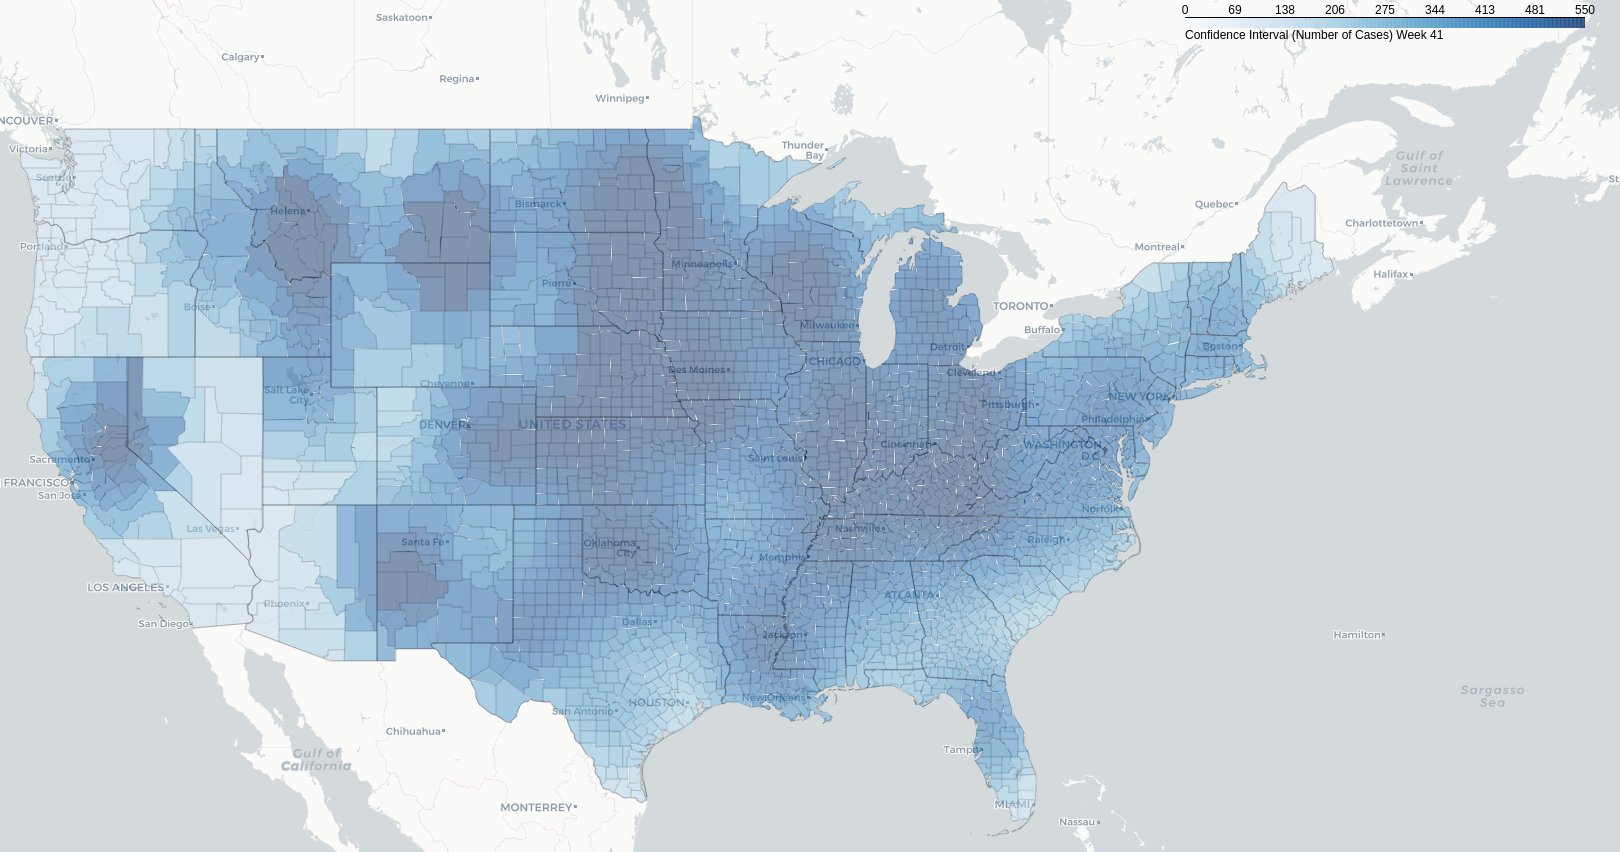 0 69 138 206 275 344 413 481 550
Confidence Interval (Number of Cases) Week 41
Saskatoon
Calgary
Regina
Winnipeg
NCOUVER
Victoria
Seattle
Thunder
Bay
Gulf of
Saint
Lawrence
St
Quebec
Charlottetown
Helena
Bismarck
Portland
Montreal
Minneapolis
Halifax
Pierre
Boise
TORONTO
Milwaukee
Buffalo
Detroit
Boston
CHICAGO
Des Moines
Cleveland
Cheyenne
Salt Lake
City
NEW YORK
Pittsburgh
Philadelphia
DENVER
UNITED STATES
Cincinnati
WASHINGTON
D.C.
Sacramento
Saint Louis
FRANCISCO
San Jose
Norfolk
Las Vegas
Nashville
Santa Fe
Oklahoma
City
Raleigh
Memphis
LOS ANGELES
ATLANTA
Phoenix
San Diego
Dallas
Jackson
Hamilton
Sargasso
Sea
New Orleans
HOUSTON
San Antonio
Chihuahua
Gulf of
California
Tampa
MONTERREY
MIAMI
Nassau